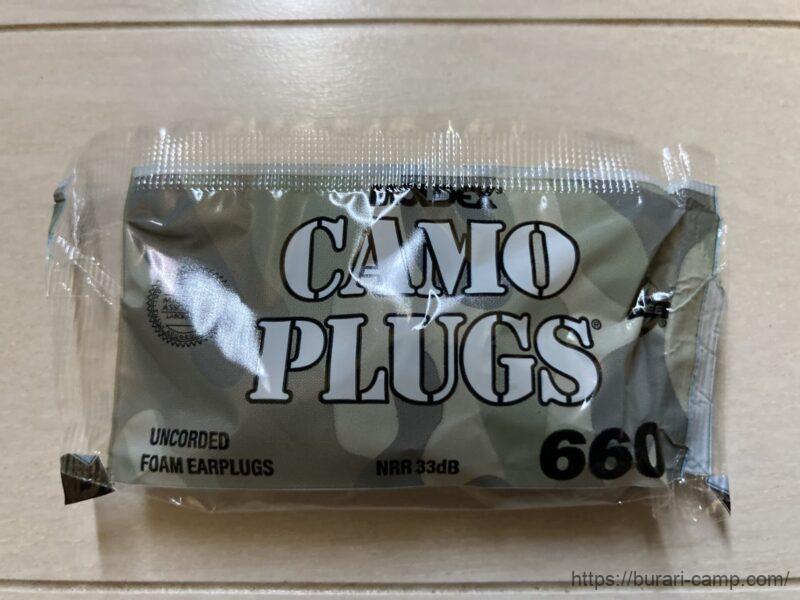 CAMO
PLUGS®
UNCORDED
FOAM EARPLUGS
NRR 33dB
660
https://burari-camp.com/